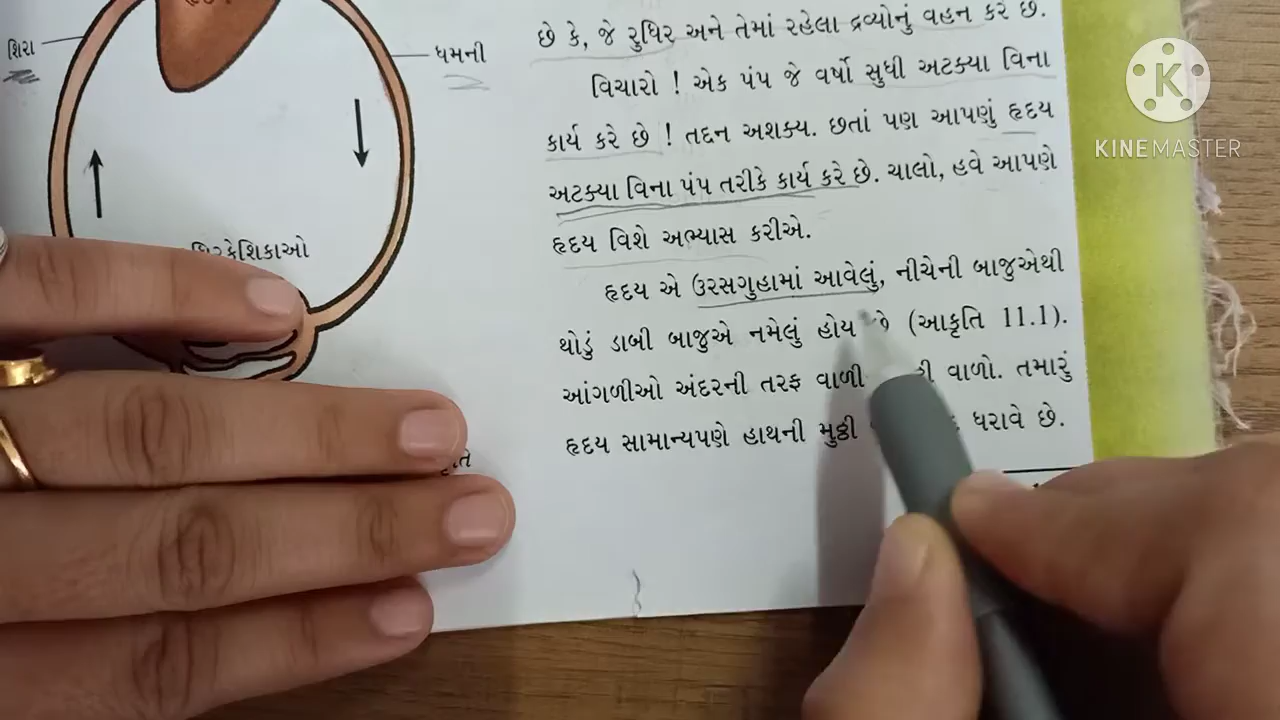 શિરા
ધમની
છે કે, જે રુધિર અને તેમાં રહેલા દ્રવ્યોનું વહન કરે છે.
વિચારો ! એક પંપ જે વર્ષો સુધી અટક્યા વિના
કાર્ય કરે છે ! તદ્દન અશક્ય. છતાં પણ આપણું હૃદય
અટક્યા વિના પંપ તરીકે કાર્ય કરે છે. ચાલો, હવે આપણે
હૃદય વિશે અભ્યાસ કરીએ.
હૃદય એ ઉરસગુહામાં આવેલું, નીચેની બાજુએથી
થોડું ડાબી બાજુએ નમેલું હોય છે (આકૃતિ 11.1).
આંગળીઓ અંદરની તરફ વાળી વાળો. તમારું
હૃદય સામાન્યપણે હાથની મુઠ્ઠી ધરાવે છે.
KINEMASTER